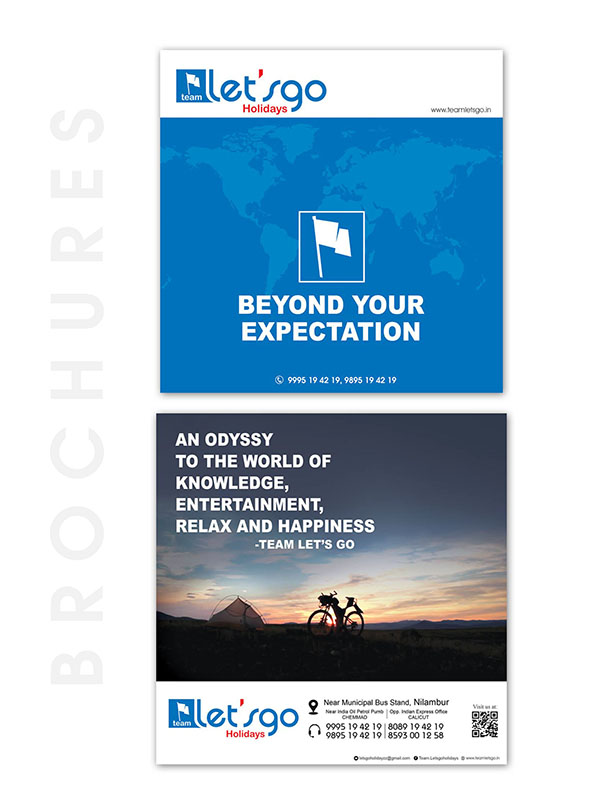 BROCHURES
team let'sgo
Holidays
www.teamletsgo.in
BEYOND YOUR
EXPECTATION
9995 19 42 19, 9895 19 42 19
AN ODYSSY
TO THE WORLD OF
KNOWLEDGE,
ENTERTAINMENT,
RELAX AND HAPPINESS
-TEAM LET'S GO
team let'sgo
Holidays
Near Municipal Bus Stand, Nilambur
Near India Oil Petrol Pumb | Opp. Indian Express Office
CHEMMAD CALICUT
9995 19 42 19 | 8089 19 42 19
9895 19 42 19 | 8593 00 12 58
Visit us at:
letsgoholidayzz@gmail.com Team Letsgoholidays www.teamletsgo.in